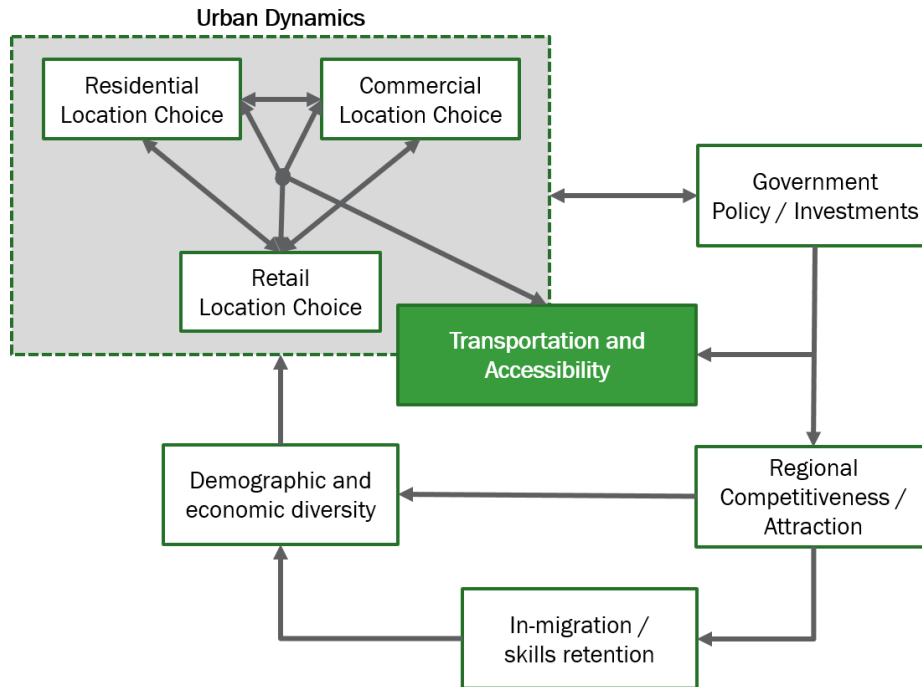 Urban Dynamics
Residential
Location Choice
Commercial
Location Choice
Retail
Location Choice
Government
Policy / Investments
Transportation and
Accessibility
Demographic and
economic diversity
Regional
Competitiveness /
Attraction
In-migration /
skills retention